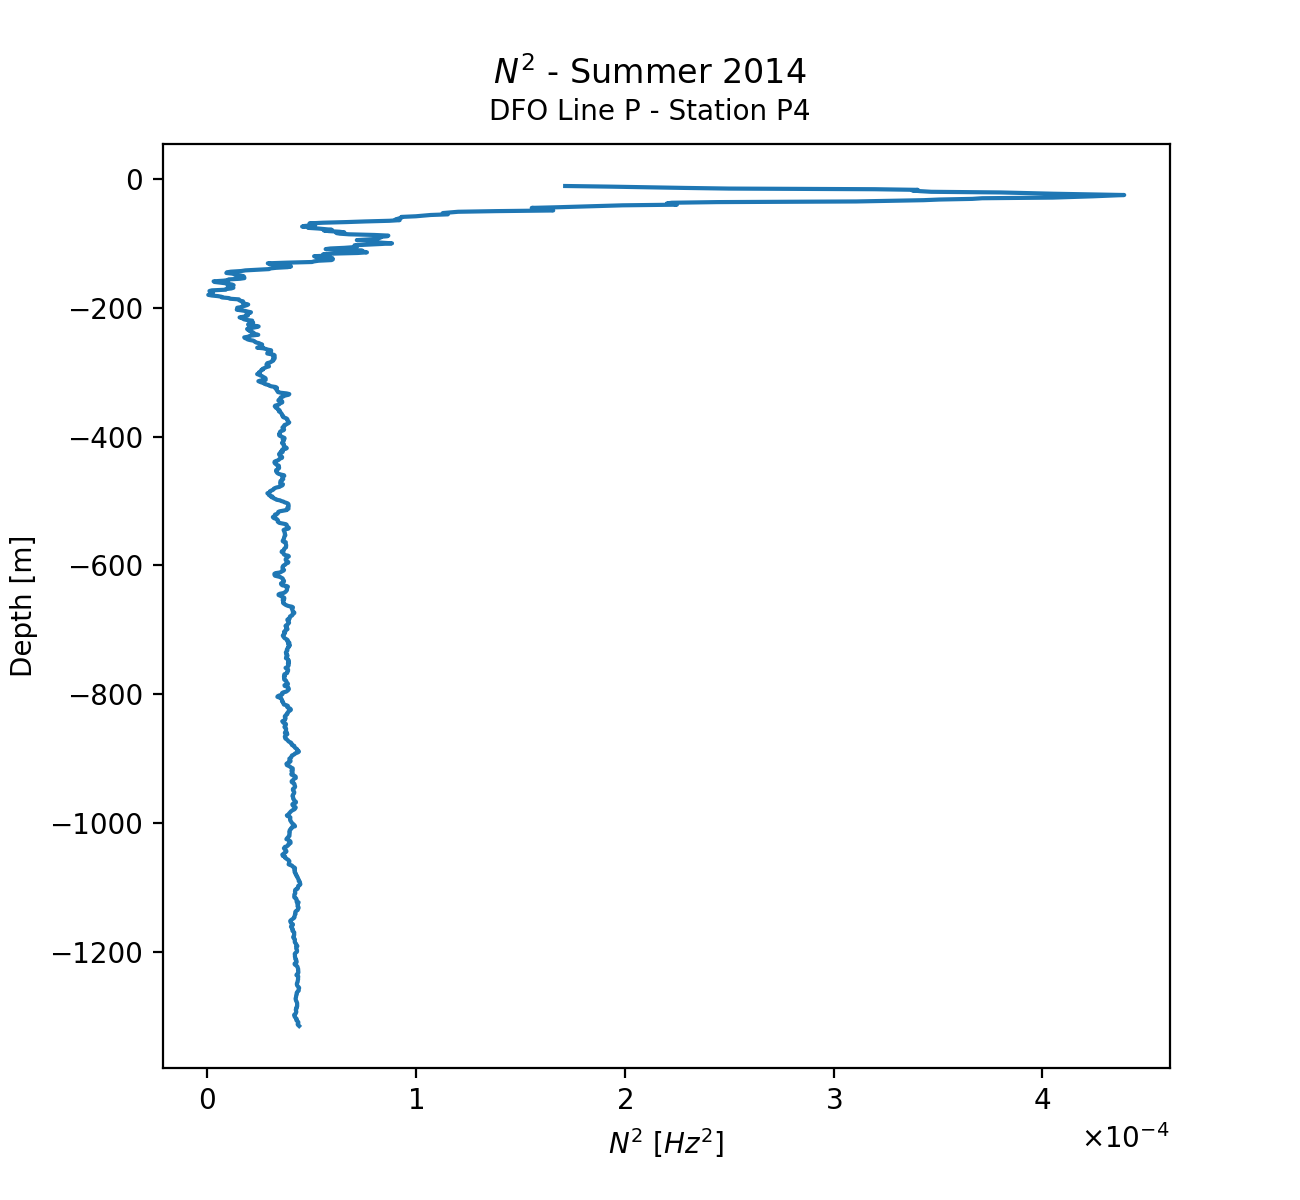 N² - Summer 2014
DFO Line P - Station P4
0
−200
−400
−600
−800
−1000
−1200
Depth [m]
0 1 2 3 4
×10⁻⁴
N² [Hz²]